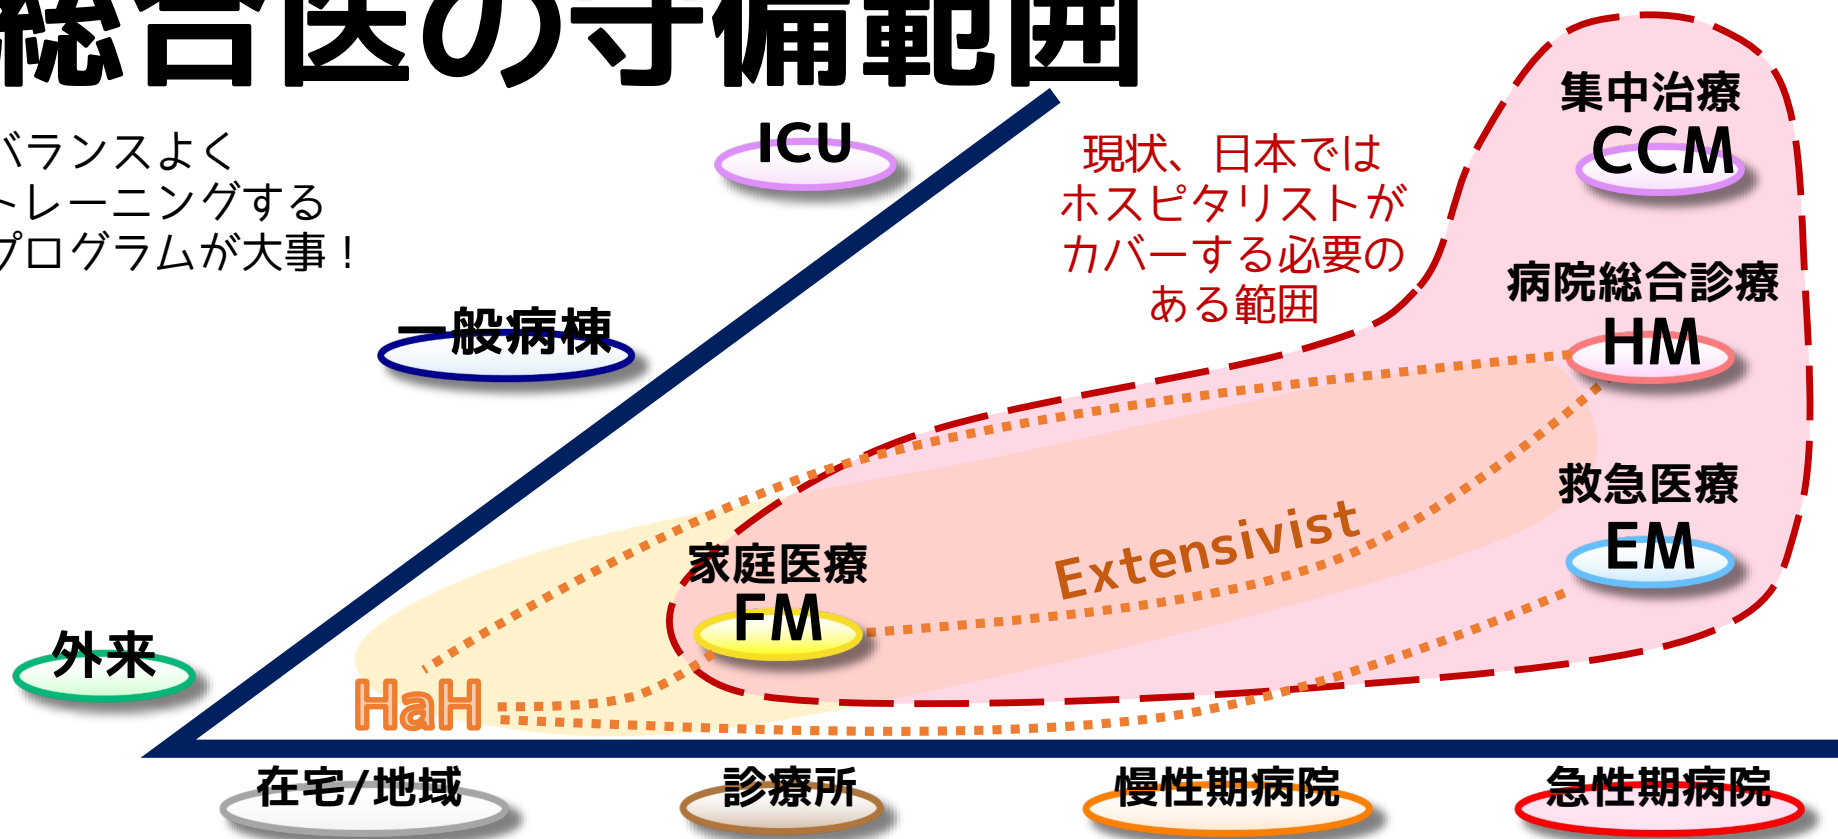 総合医の守備範囲
バランスよく
トレーニングする
プログラムが大事！
ICU
一般病棟
外来
現状、日本では
ホスピタリストが
カバーする必要の
ある範囲
集中治療
CCM
病院総合診療
HM
救急医療
EM
Extensivist
家庭医療
FM
HaH
在宅/地域
診療所
慢性期病院
急性期病院